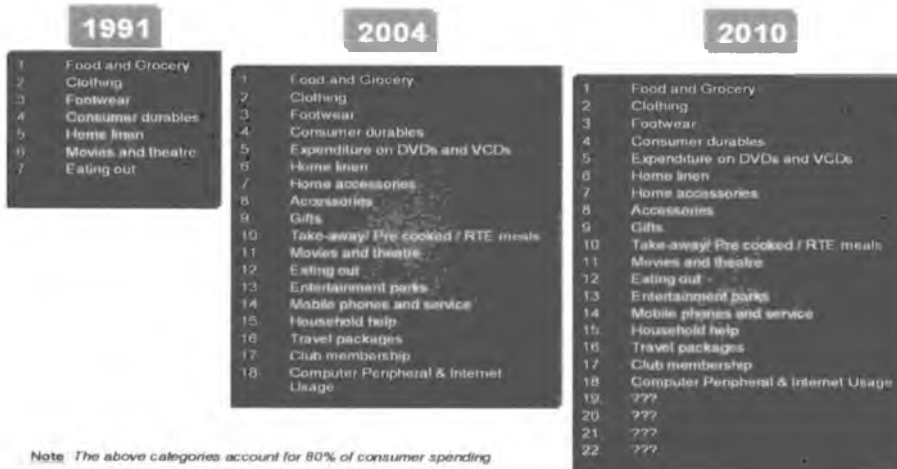 1991
1 Food and Grocery
2 Clothing
3 Footwear
4 Consumer durables
5 Home linen
6 Movies and theatre
7 Eating out
2004
1 Food and Grocery
2 Clothing
3 Footwear
4 Consumer durables
5 Expenditure on DVDs and VCDs
6 Home linen
7 Home accessories
8 Accessories
9 Gifts
10 Take-away/ Pre cooked / RTE meals
11 Movies and theatre
12 Eating out
13 Entertainment parks
14 Mobile phones and service
15 Household help
16 Travel packages
17 Club membership
18 Computer Peripheral & Internet
Usage
2010
1 Food and Grocery
2 Clothing
3 Footwear
4 Consumer durables
5 Expenditure on DVDs and VCDs
6 Home linen
7 Home accessories
8 Accessories
9 Gifts
10 Take-away/ Pre cooked / RTE meals
11 Movies and theatre
12 Eating out
13 Entertainment parks
14 Mobile phones and service
15 Household help
16 Travel packages
17 Club membership
18 Computer Peripheral & Internet Usage
19. ???
20 ???
21 ???
22 ???
Note The above categories account for 80% of consumer spending